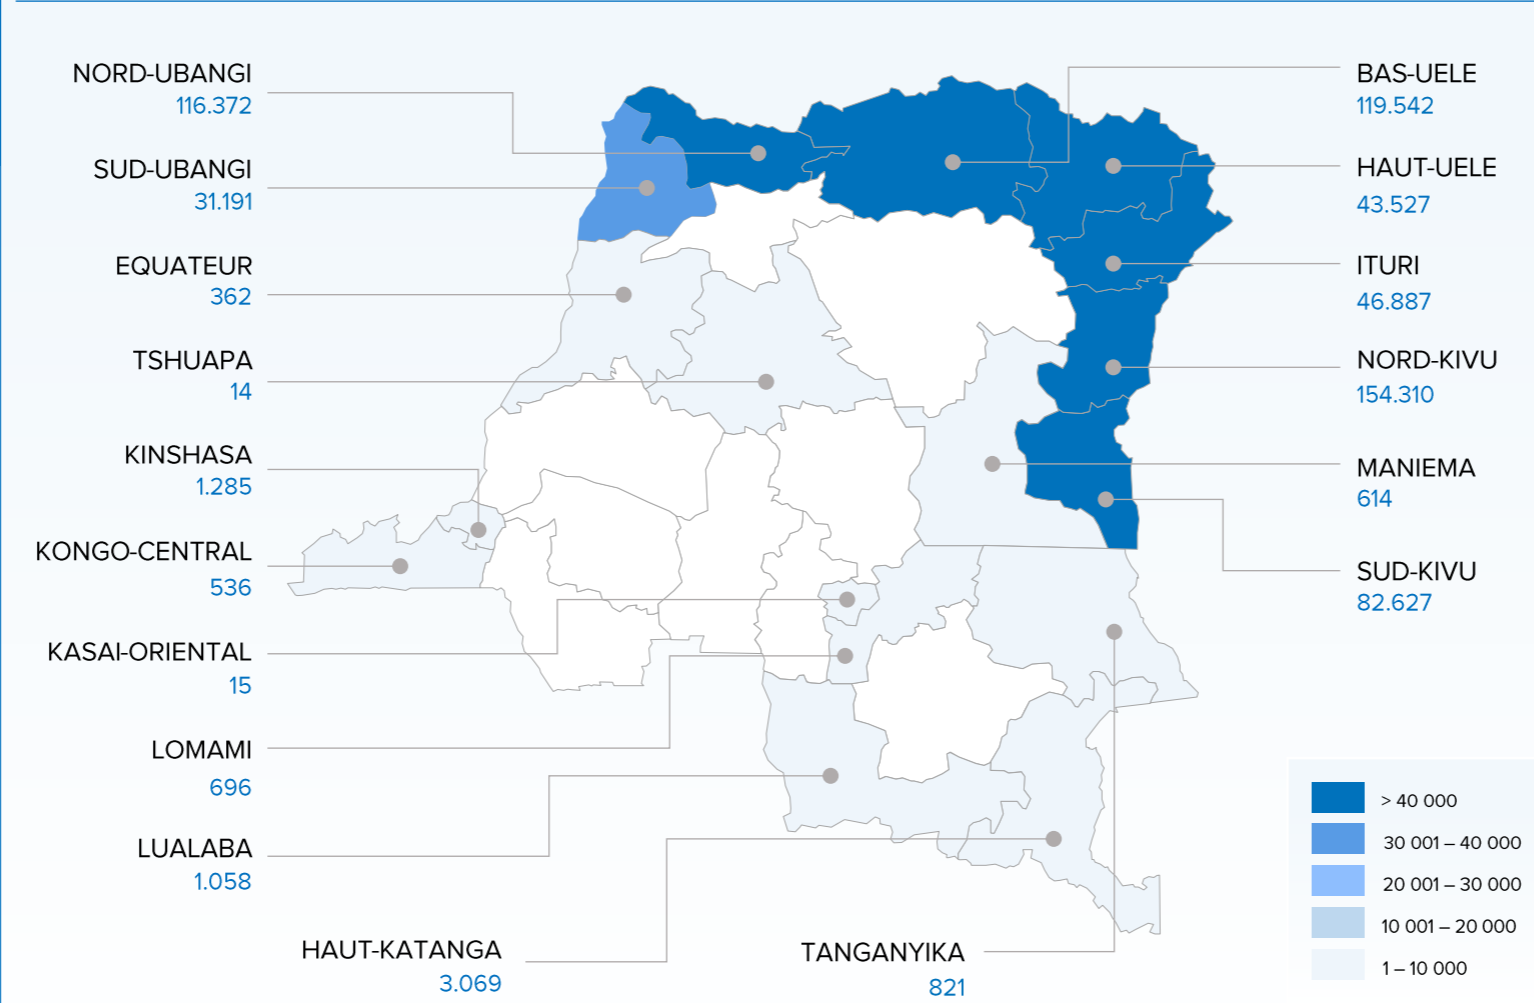 NORD-UBANGI
116.372
SUD-UBANGI
31.191
EQUATEUR
362
TSHUAPA
14
KINSHASA
1.285
KONGO-CENTRAL
536
KASAI-ORIENTAL
15
LOMAMI
696
LUALABA
1.058
HAUT-KATANGA
3.069
TANGANYIKA
821
BAS-UELE
119.542
HAUT-UELE
43.527
ITURI
46.887
NORD-KIVU
154.310
MANIEMA
614
SUD-KIVU
82.627
> 40 000
30 001 – 40 000
20 001 – 30 000
10 001 – 20 000
1 – 10 000